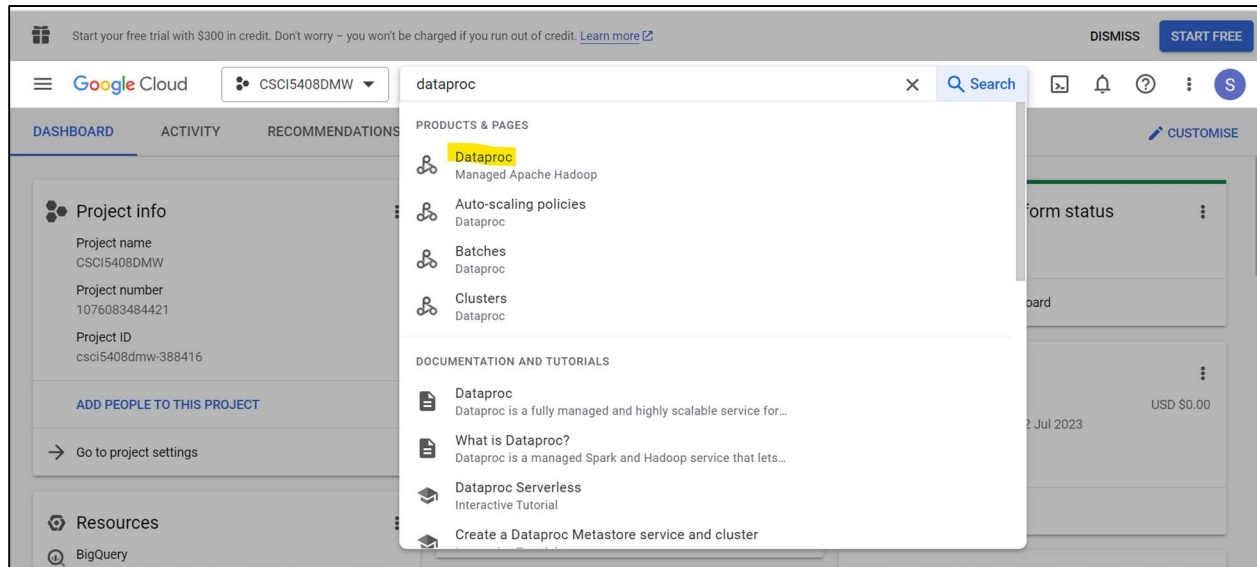 Start your free trial with $300 in credit. Don't worry – you won't be charged if you run out of credit. Learn more
DISMISS
START FREE
Google Cloud
CSCI5408DMW
dataproc
Search
S
DASHBOARD
ACTIVITY
RECOMMENDATIONS
CUSTOMISE
PRODUCTS & PAGES
Dataproc
Managed Apache Hadoop
Auto-scaling policies
Dataproc
Batches
Dataproc
Clusters
Dataproc
DOCUMENTATION AND TUTORIALS
Dataproc
Dataproc is a fully managed and highly scalable service for…
What is Dataproc?
Dataproc is a managed Spark and Hadoop service that lets…
Dataproc Serverless
Interactive Tutorial
Create a Dataproc Metastore service and cluster
Project info
Project name
CSCI5408DMW
Project number
1076083484421
Project ID
csci5408dmw-388416
ADD PEOPLE TO THIS PROJECT
Go to project settings
Resources
BigQuery
form status
oard
USD $0.00
2 Jul 2023